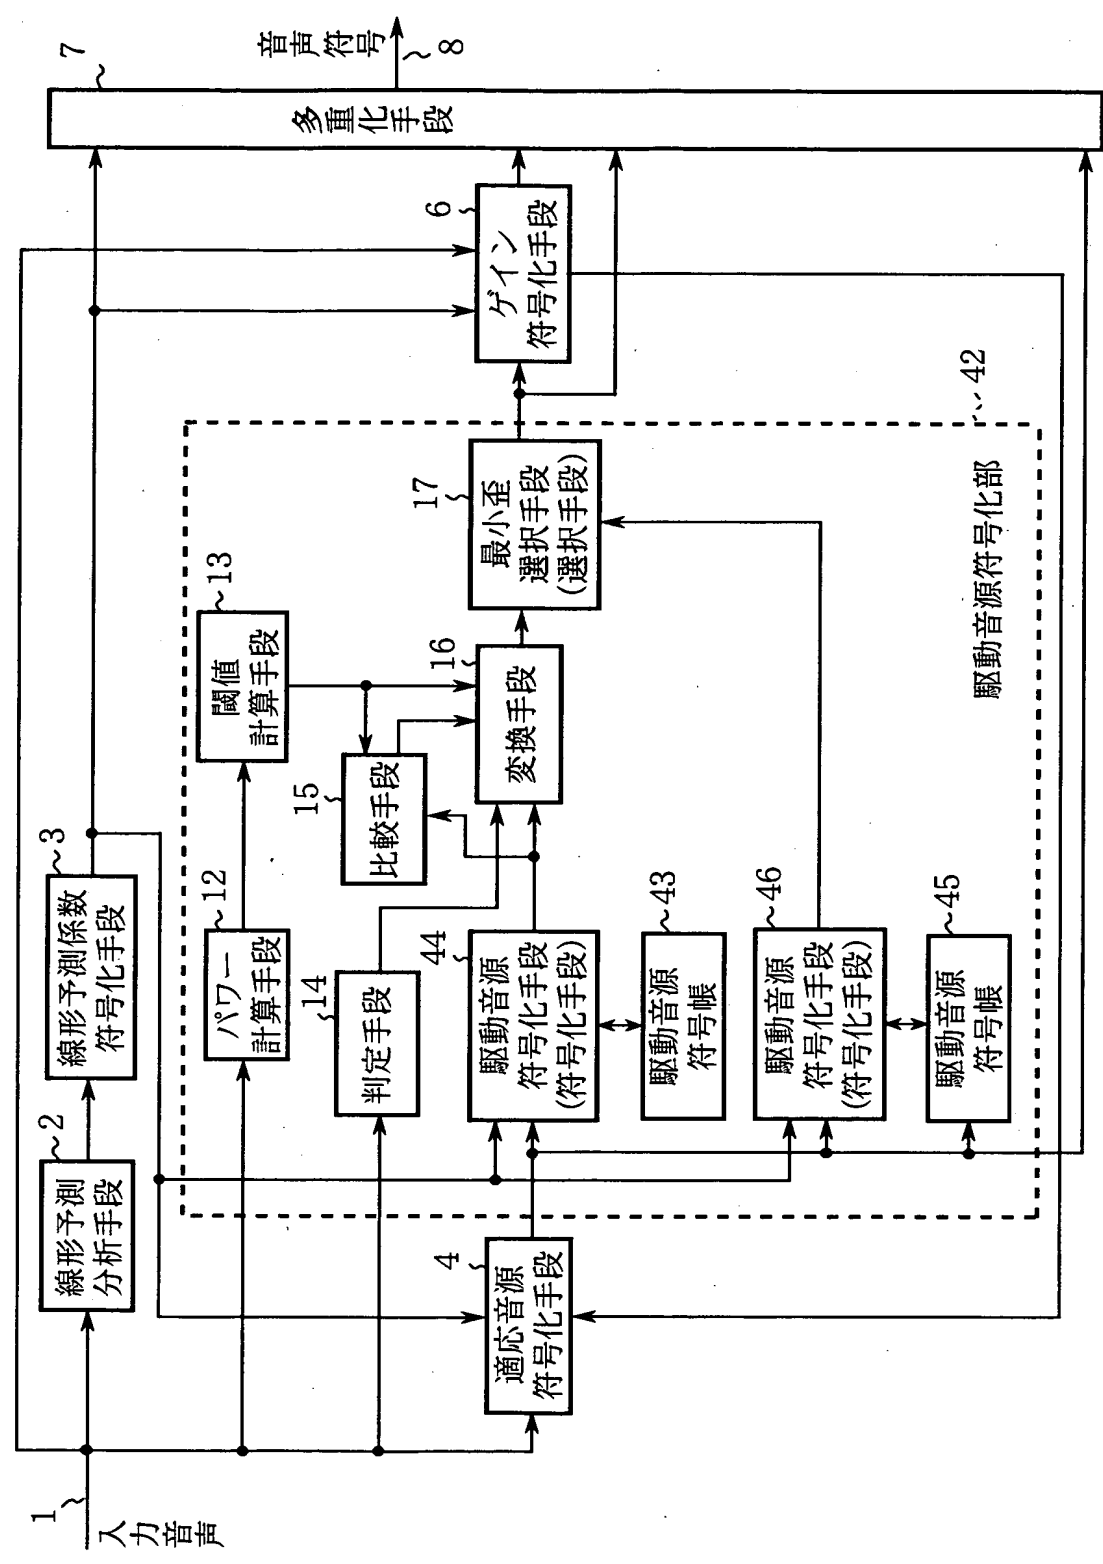 1
入力音声
2
線形予測
分析手段
3
線形予測係数
符号化手段
7
多重化手段
音声符号
8
12
パワー
計算手段
13
閾値
計算手段
14
判定手段
15
比較手段
16
変換手段
17
最小歪
選択手段
(選択手段)
6
ゲイン
符号化手段
4
適応音源
符号化手段
44
駆動音源
符号化手段
(符号化手段)
43
駆動音源
符号帳
46
駆動音源
符号化手段
(符号化手段)
45
駆動音源
符号帳
駆動音源符号化部
42